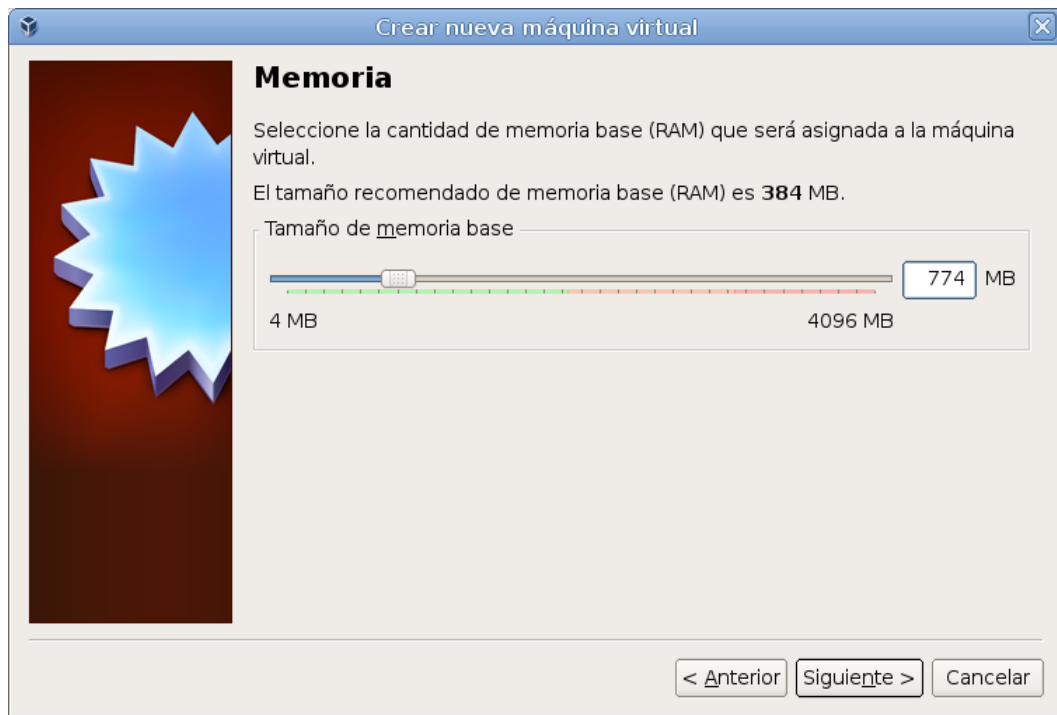 Crear nueva máquina virtual
Memoria
Seleccione la cantidad de memoria base (RAM) que será asignada a la máquina
virtual.
El tamaño recomendado de memoria base (RAM) es 384 MB.
Tamaño de memoria base
774 MB
4 MB 4096 MB
< Anterior Siguiente > Cancelar